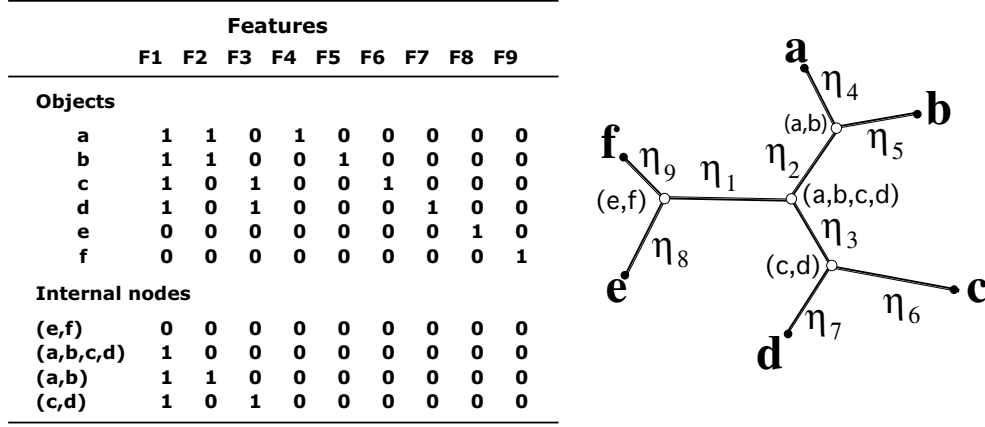 Features
F1 F2 F3 F4 F5 F6 F7 F8 F9
Objects
a 1 1 0 1 0 0 0 0 0
b 1 1 0 0 1 0 0 0 0
c 1 0 1 0 0 1 0 0 0
d 1 0 1 0 0 0 1 0 0
e 0 0 0 0 0 0 0 1 0
f 0 0 0 0 0 0 0 0 1
Internal nodes
(e,f) 0 0 0 0 0 0 0 0 0
(a,b,c,d) 1 0 0 0 0 0 0 0 0
(a,b) 1 1 0 0 0 0 0 0 0
(c,d) 1 0 1 0 0 0 0 0 0
a
η4
b
(a,b)
η5
f
η9
η1
η2
(e,f)
(a,b,c,d)
η8
η3
e
(c,d)
c
η6
η7
d